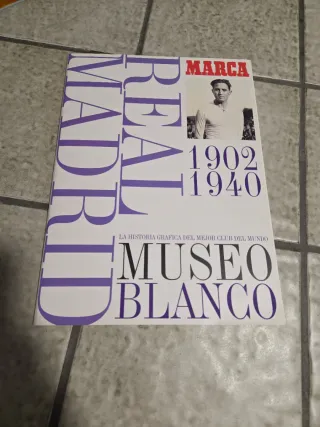 MARCA
REAL
MADRID
1902
1940
LA HISTORIA GRAFICA DEL MEJOR CLUB DEL MUNDO
MUSEO
BLANCO